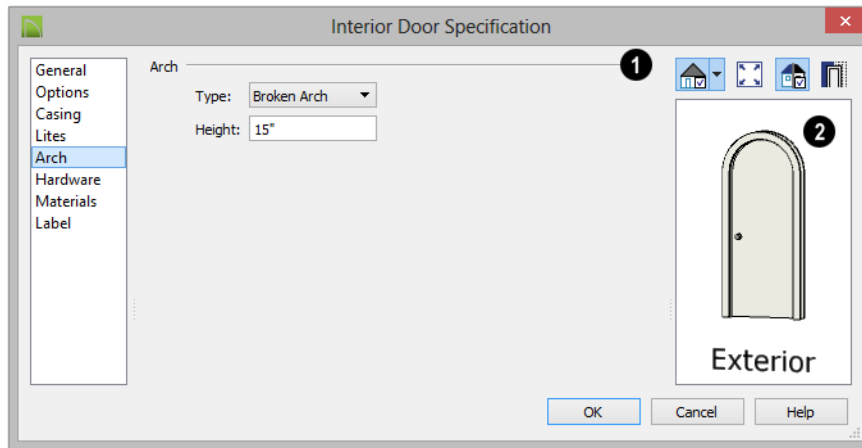 Interior Door Specification
General
Options
Casing
Lites
Arch
Hardware
Materials
Label
Arch
Type: Broken Arch
Height: 15"
1
2
Exterior
OK Cancel Help